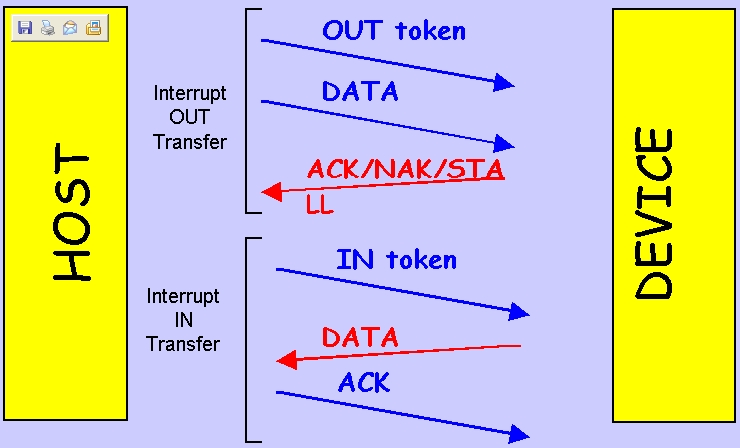 HOST
Interrupt
OUT
Transfer
OUT token
DATA
ACK/NAK/STA
LL
Interrupt
IN
Transfer
IN token
DATA
ACK
DEVICE